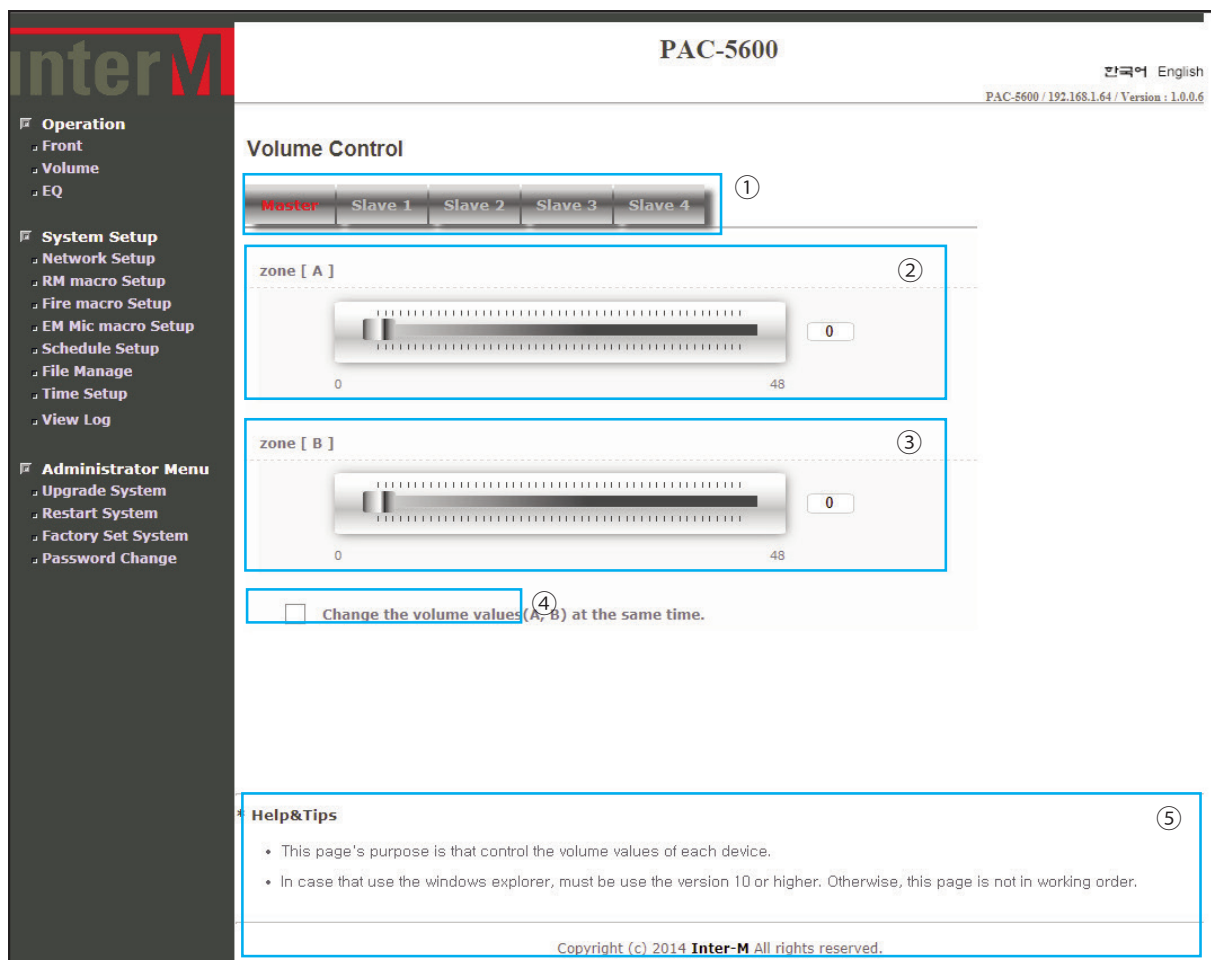 interM
PAC-5600
한국어 English
PAC-5600 / 192.168.1.64 / Version : 1.0.0.6
Operation
Front
Volume
EQ
System Setup
Network Setup
RM macro Setup
Fire macro Setup
EM Mic macro Setup
Schedule Setup
File Manage
Time Setup
View Log
Administrator Menu
Upgrade System
Restart System
Factory Set System
Password Change
Volume Control
①
Master Slave 1 Slave 2 Slave 3 Slave 4
zone [ A ] ②
0
0 48
zone [ B ] ③
0
0 48
④
Change the volume values(A, B) at the same time.
* Help&Tips ⑤
• This page's purpose is that control the volume values of each device.
• In case that use the windows explorer, must be use the version 10 or higher. Otherwise, this page is not in working order.
Copyright (c) 2014 Inter-M All rights reserved.